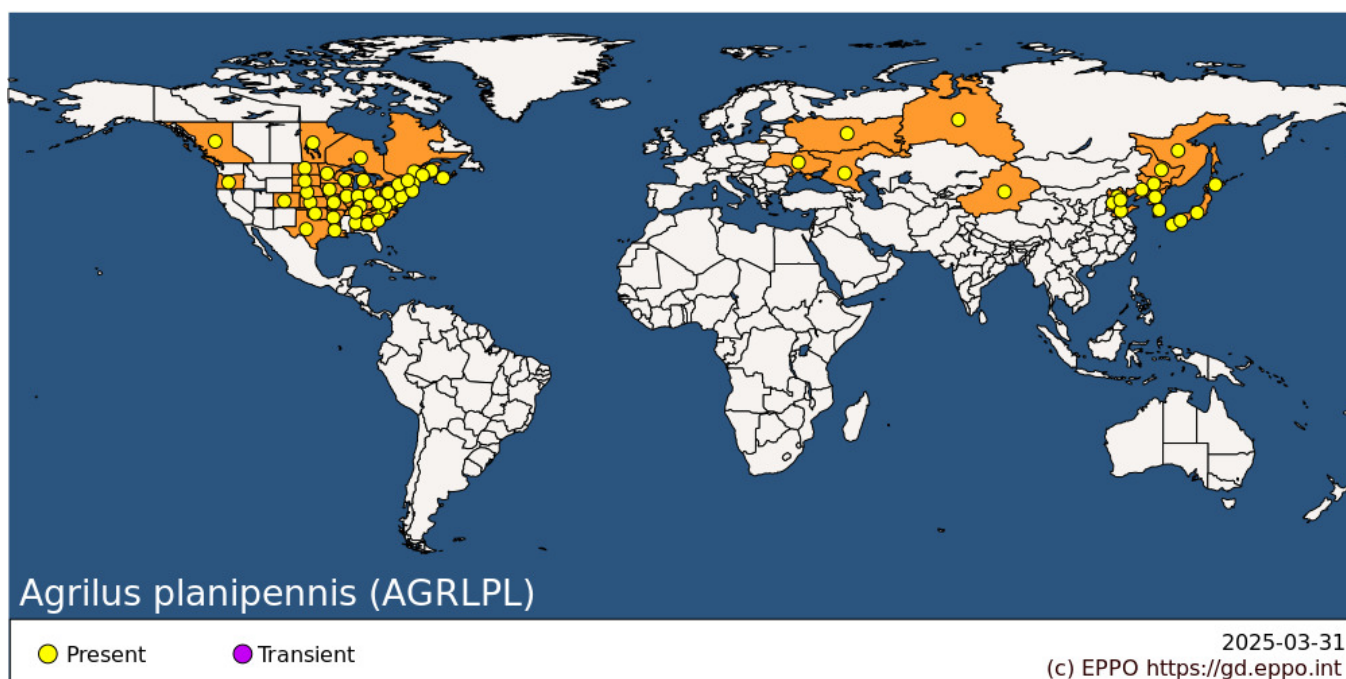 Agrilus planipennis (AGRLPL)
Present
Transient
2025-03-31
(c) EPPO https://gd.eppo.int